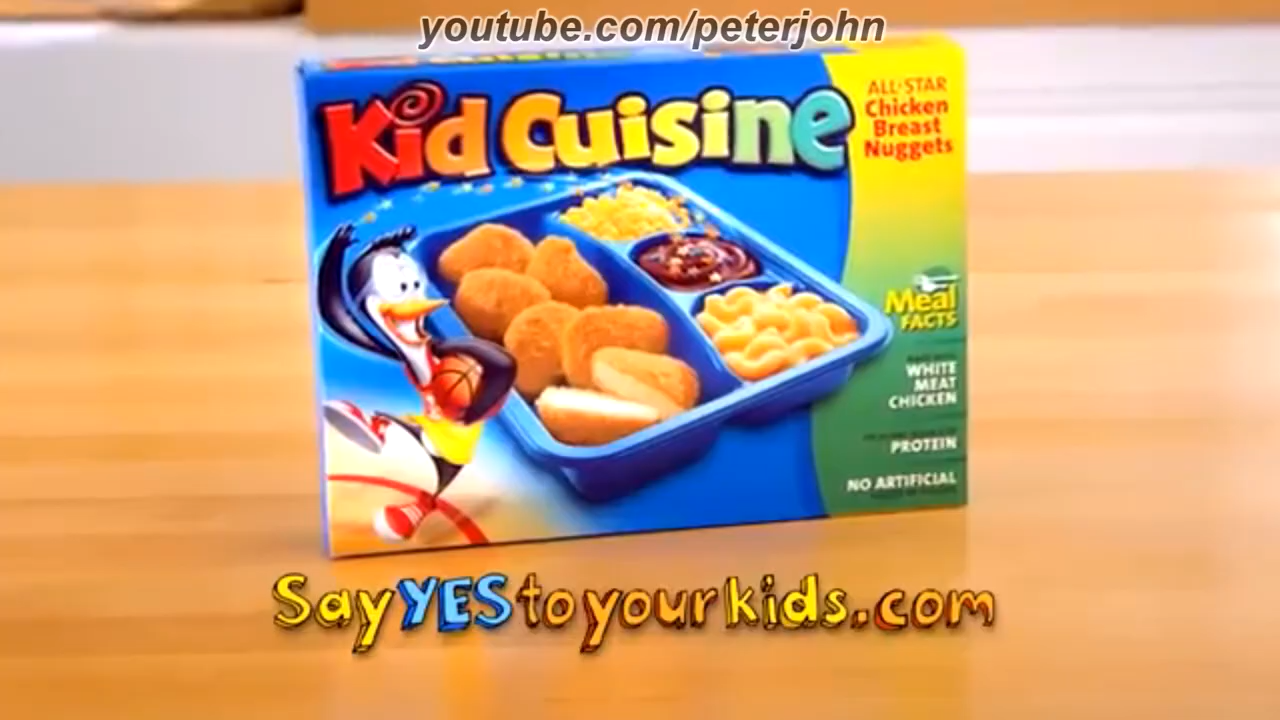 youtube.com/peterjohn
Kid Cuisine
ALL·STAR
Chicken
Breast
Nuggets
Meal
FACTS
WHITE
MEAT
CHICKEN
PROTEIN
NO ARTIFICIAL
SayYEStoyourkids.com